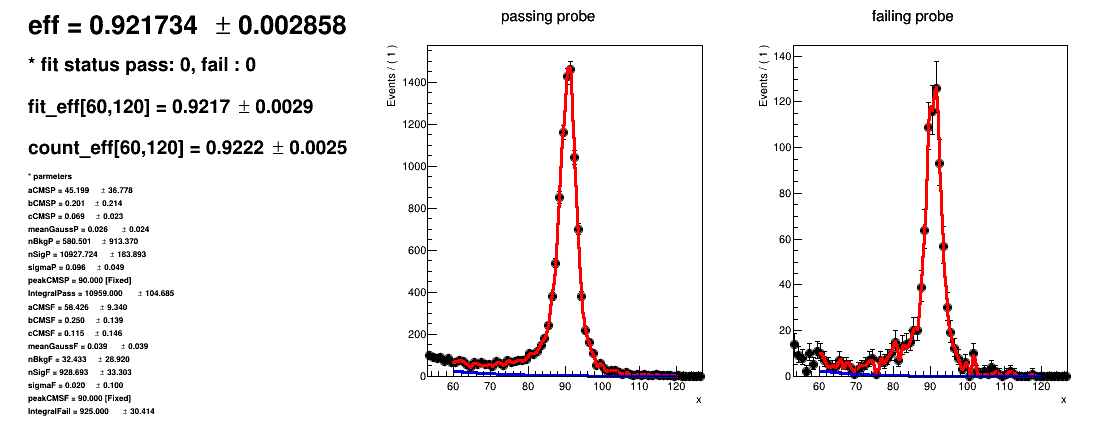 eff = 0.921734 ± 0.002858
* fit status pass: 0, fail : 0
fit_eff[60,120] = 0.9217 ± 0.0029
count_eff[60,120] = 0.9222 ± 0.0025
* parmeters
aCMSP = 45.199 ± 36.778
bCMSP = 0.201 ± 0.214
cCMSP = 0.069 ± 0.023
meanGaussP = 0.026 ± 0.024
nBkgP = 580.501 ± 913.370
nSigP = 10927.724 ± 183.893
sigmaP = 0.096 ± 0.049
peakCMSP = 90.000 [Fixed]
IntegralPass = 10959.000 ± 104.685
aCMSF = 58.426 ± 9.340
bCMSF = 0.250 ± 0.139
cCMSF = 0.115 ± 0.146
meanGaussF = 0.039 ± 0.039
nBkgF = 32.433 ± 28.920
nSigF = 928.693 ± 33.303
sigmaF = 0.020 ± 0.100
peakCMSF = 90.000 [Fixed]
IntegralFail = 925.000 ± 30.414
passing probe
Events / ( 1 )
1400
1200
1000
800
600
400
200
0
60 70 80 90 100 110 120
x
failing probe
Events / ( 1 )
140
120
100
80
60
40
20
0
60 70 80 90 100 110 120
x